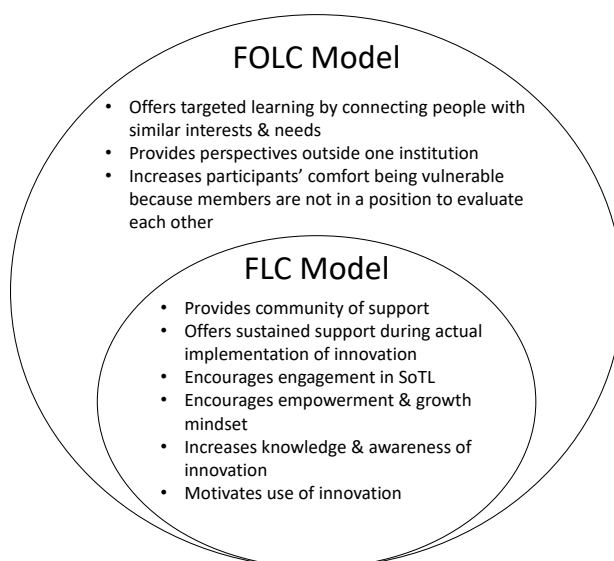 FOLC Model
• Offers targeted learning by connecting people with
similar interests & needs
• Provides perspectives outside one institution
• Increases participants’ comfort being vulnerable
because members are not in a position to evaluate
each other
FLC Model
• Provides community of support
• Offers sustained support during actual
implementation of innovation
• Encourages engagement in SoTL
• Encourages empowerment & growth
mindset
• Increases knowledge & awareness of
innovation
• Motivates use of innovation